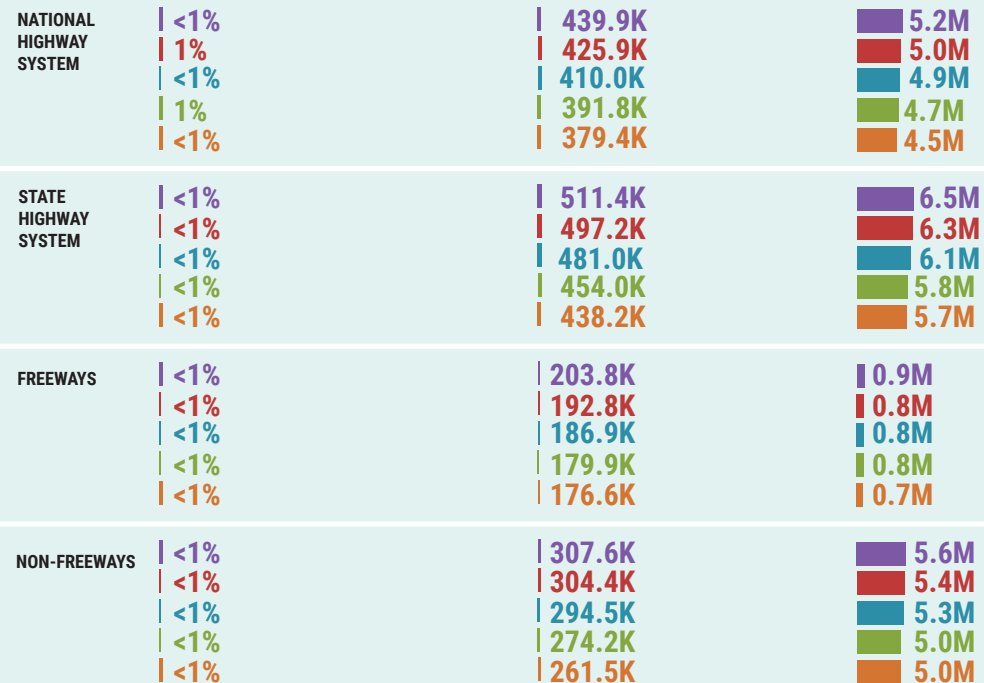 NATIONAL
HIGHWAY
SYSTEM
<1% 439.9K 5.2M
1% 425.9K 5.0M
<1% 410.0K 4.9M
1% 391.8K 4.7M
<1% 379.4K 4.5M
STATE
HIGHWAY
SYSTEM
<1% 511.4K 6.5M
<1% 497.2K 6.3M
<1% 481.0K 6.1M
<1% 454.0K 5.8M
<1% 438.2K 5.7M
FREEWAYS
<1% 203.8K 0.9M
<1% 192.8K 0.8M
<1% 186.9K 0.8M
<1% 179.9K 0.8M
<1% 176.6K 0.7M
NON-FREEWAYS
<1% 307.6K 5.6M
<1% 304.4K 5.4M
<1% 294.5K 5.3M
<1% 274.2K 5.0M
<1% 261.5K 5.0M